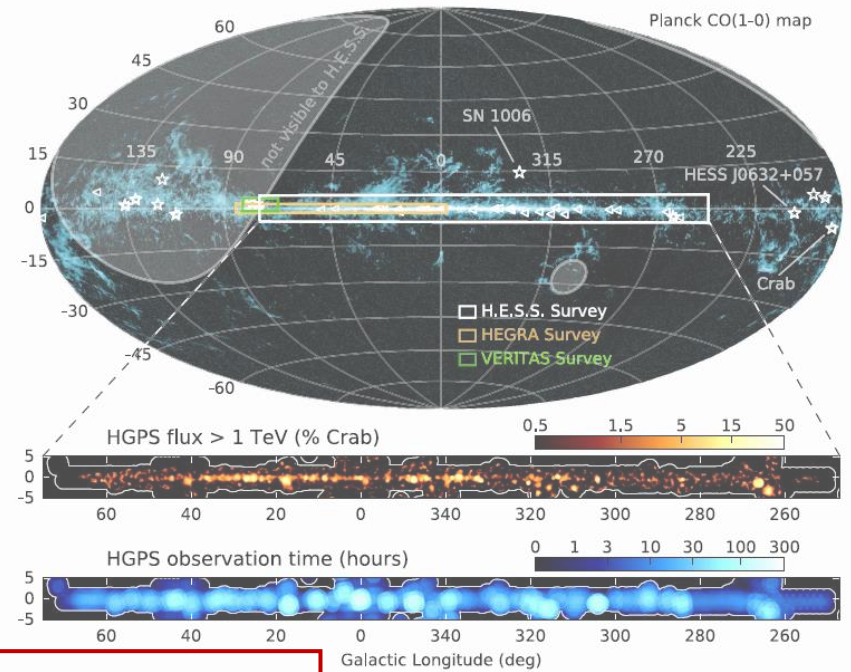 Planck CO(1-0) map
60
45
30
15
0
-15
-30
-45
-60
not visible to H.E.S.S.
135 90 45 0 315 270 225
SN 1006
HESS J0632+057
Crab
H.E.S.S. Survey
HEGRA Survey
VERITAS Survey
HGPS flux > 1 TeV (% Crab)
0.5 1.5 5 15 50
5
0
-5
60 40 20 0 340 320 300 280 260
HGPS observation time (hours)
0 1 3 10 30 100 300
5
0
-5
60 40 20 0 340 320 300 280 260
Galactic Longitude (deg)